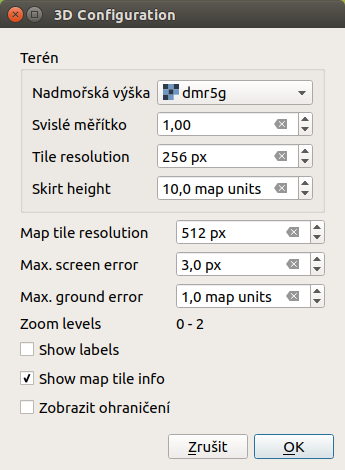 3D Configuration
Terén
Nadmořská výška dmr5g
Svislé měřítko 1,00
Tile resolution 256 px
Skirt height 10,0 map units
Map tile resolution 512 px
Max. screen error 3,0 px
Max. ground error 1,0 map units
Zoom levels 0 - 2
Show labels
Show map tile info
Zobrazit ohraničení
Zrušit OK